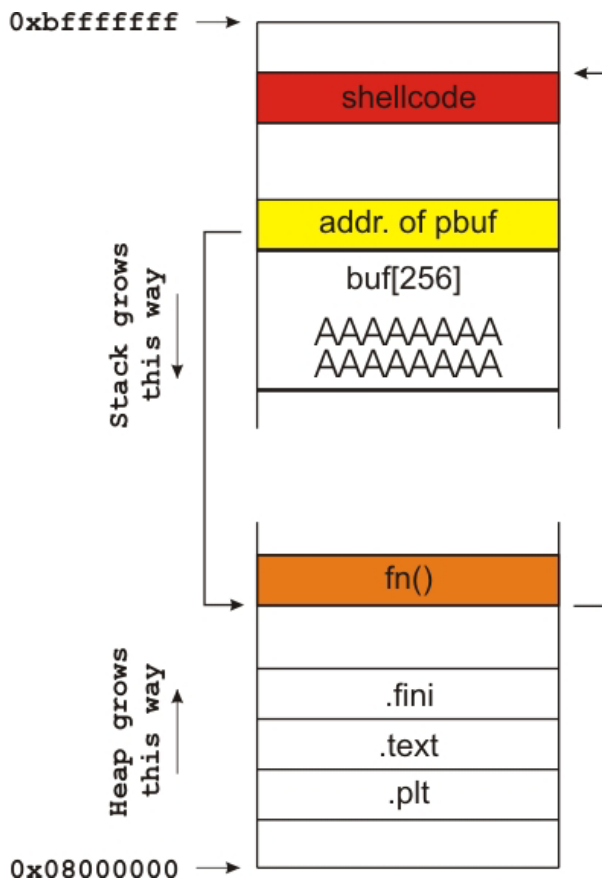 0xbfffffff
shellcode
addr. of pbuf
buf[256]
AAAAAAAA
AAAAAAAA
Stack grows
this way
fn()
.fini
.text
.plt
Heap grows
this way
0x08000000